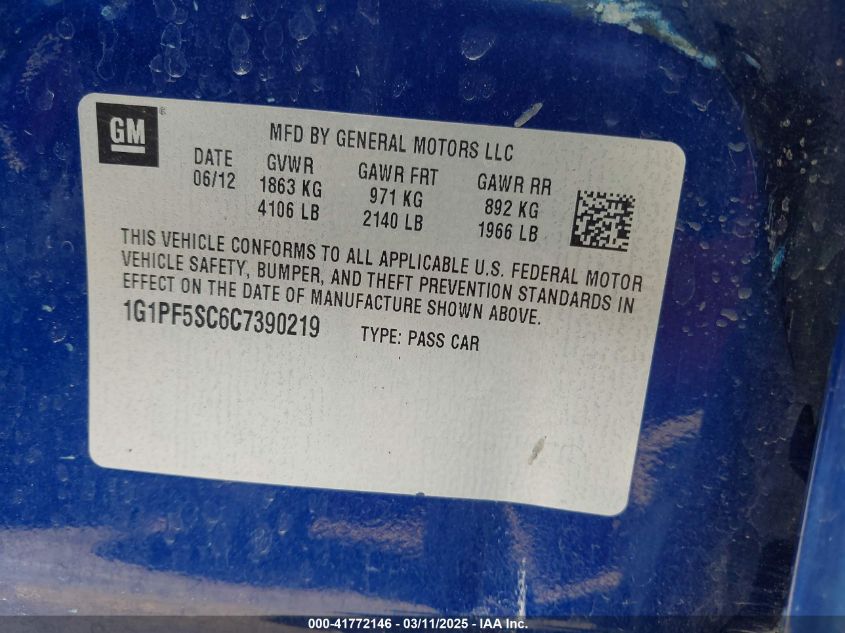 GM
MFD BY GENERAL MOTORS LLC
DATE GVWR GAWR FRT GAWR RR
06/12 1863 KG 971 KG 892 KG
4106 LB 2140 LB 1966 LB
THIS VEHICLE CONFORMS TO ALL APPLICABLE U.S. FEDERAL MOTOR
VEHICLE SAFETY, BUMPER, AND THEFT PREVENTION STANDARDS IN
EFFECT ON THE DATE OF MANUFACTURE SHOWN ABOVE.
1G1PF5SC6C7390219 TYPE: PASS CAR
000-41772146 - 03/11/2025 - IAA Inc.